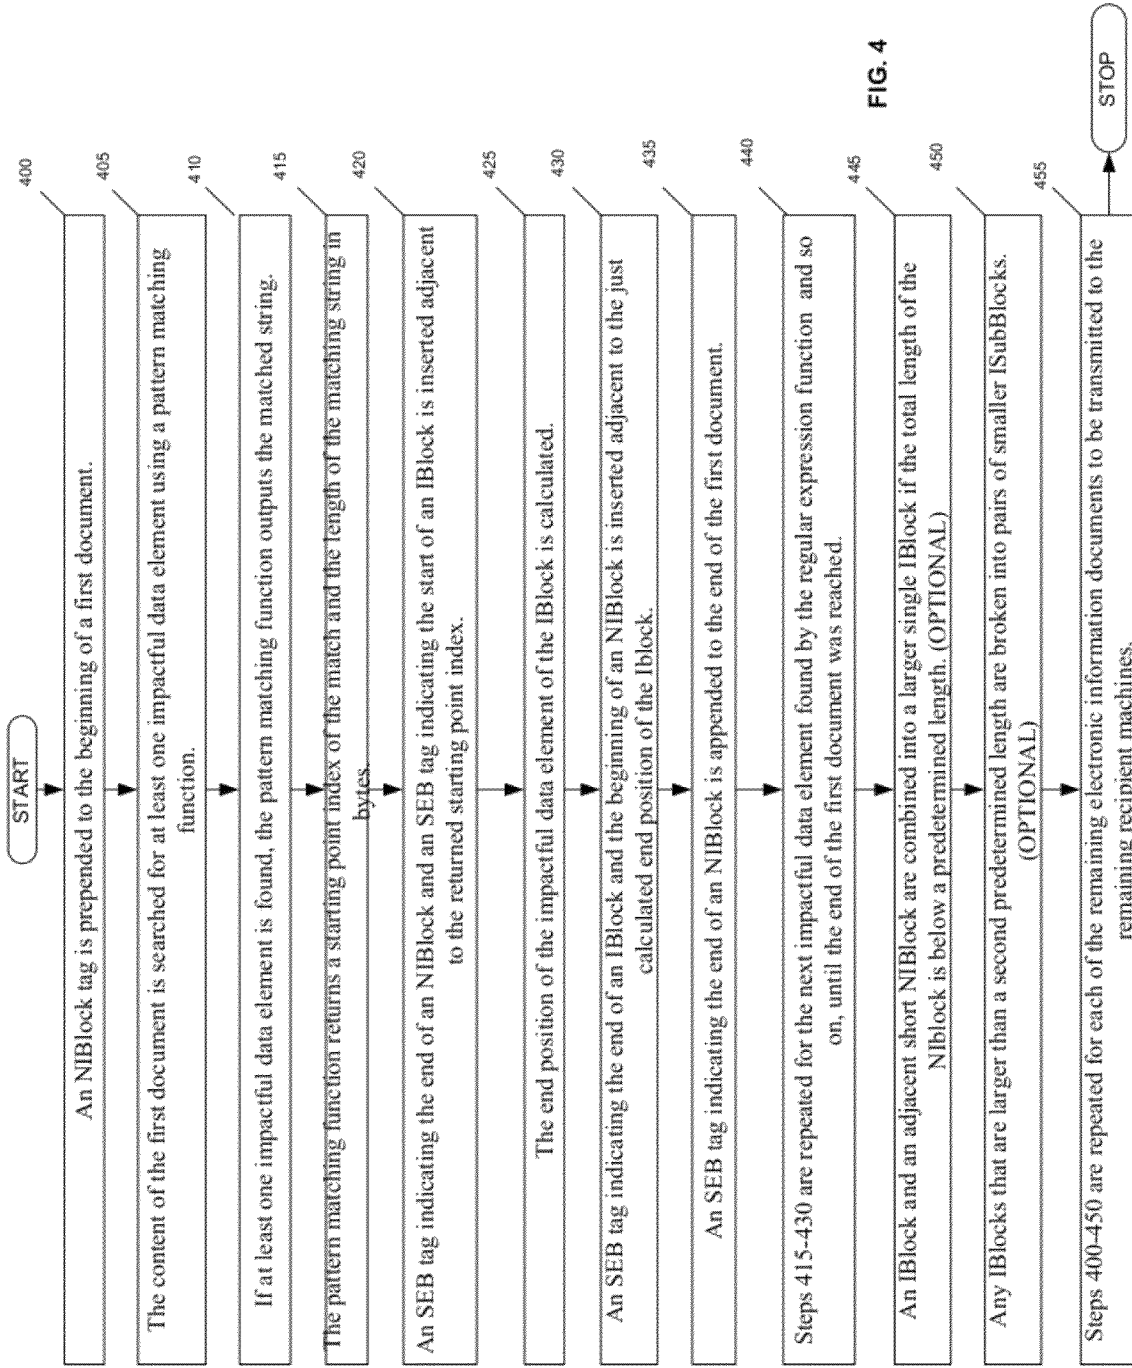 START
400
An NIBlock tag is prepended to the beginning of a first document.
405
The content of the first document is searched for at least one impactful data element using a pattern matching
function.
410
If at least one impactful data element is found, the pattern matching function outputs the matched string.
415
The pattern matching function returns a starting point index of the match and the length of the matching string in
bytes.
420
An SEB tag indicating the end of an NIBlock and an SEB tag indicating the start of an IBlock is inserted adjacent
to the returned starting point index.
425
The end position of the impactful data element of the IBlock is calculated.
430
An SEB tag indicating the end of an IBlock and the beginning of an NIBlock is inserted adjacent to the just
calculated end position of the Iblock.
435
An SEB tag indicating the end of an NIBlock is appended to the end of the first document.
440
Steps 415-430 are repeated for the next impactful data element found by the regular expression function and so
on, until the end of the first document was reached.
445
An IBlock and an adjacent short NIBlock are combined into a larger single IBlock if the total length of the
NIblock is below a predetermined length. (OPTIONAL)
450
Any IBlocks that are larger than a second predetermined length are broken into pairs of smaller ISubBlocks.
(OPTIONAL)
455
Steps 400-450 are repeated for each of the remaining electronic information documents to be transmitted to the
remaining recipient machines.
STOP
FIG. 4